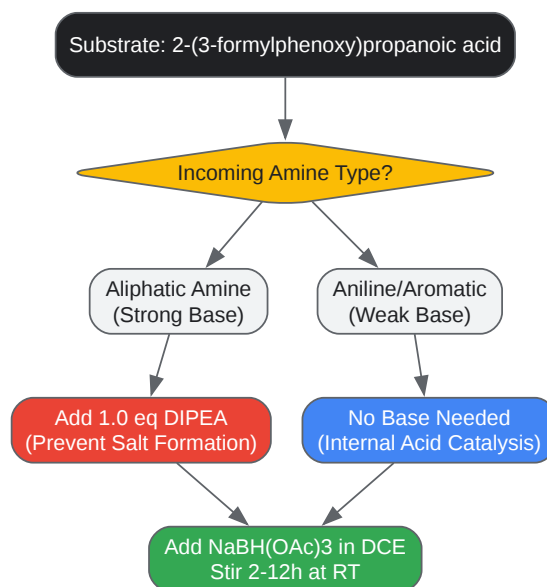 Substrate: 2-(3-formylphenoxy)propanoic acid
Incoming Amine Type?
Aliphatic Amine
(Strong Base)
Aniline/Aromatic
(Weak Base)
Add 1.0 eq DIPEA
(Prevent Salt Formation)
No Base Needed
(Internal Acid Catalysis)
Add NaBH(OAc)3 in DCE
Stir 2-12h at RT